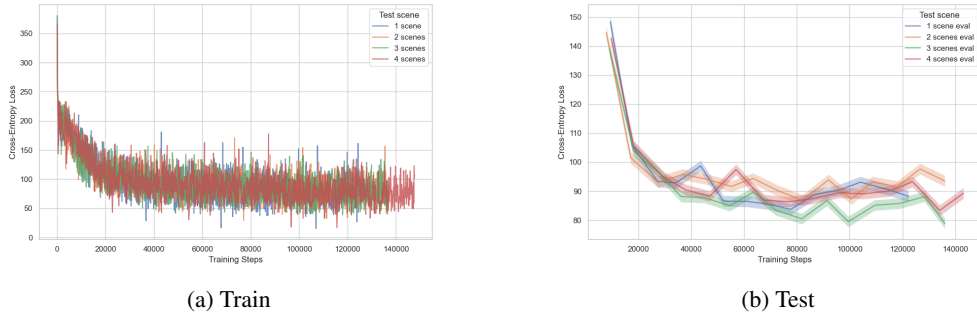 Test scene
1 scene
2 scenes
3 scenes
4 scenes
350
300
250
200
150
100
50
0
Cross-Entropy Loss
0 20000 40000 60000 80000 100000 120000 140000
Training Steps
(a) Train
Test scene
1 scene eval
2 scenes eval
3 scenes eval
4 scenes eval
150
140
130
120
110
100
90
80
Cross-Entropy Loss
20000 40000 60000 80000 100000 120000 140000
Training Steps
(b) Test